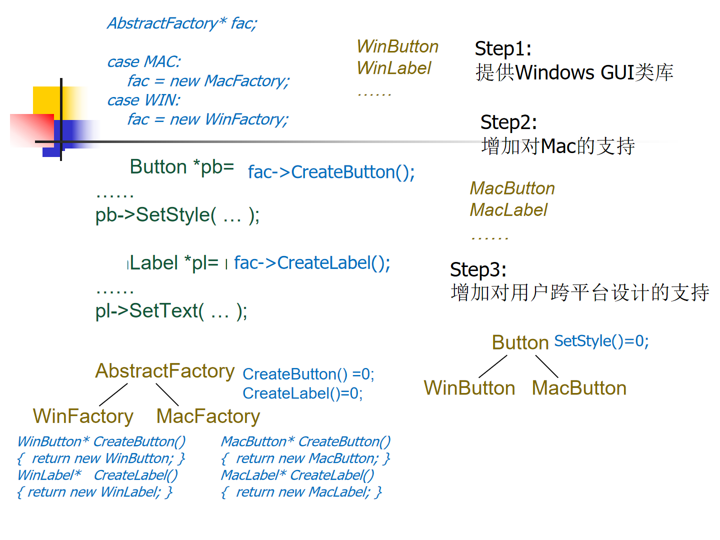 AbstractFactory* fac;
case MAC:
fac = new MacFactory;
case WIN:
fac = new WinFactory;
WinButton
WinLabel
……
Step1:
提供Windows GUI类库
Step2:
增加对Mac的支持
MacButton
MacLabel
……
Step3:
增加对用户跨平台设计的支持
Button *pb= fac->CreateButton();
……
pb->SetStyle( … );
Label *pl= fac->CreateLabel();
……
pl->SetText( … );
Button SetStyle()=0;
WinButton MacButton
AbstractFactory CreateButton() =0;
CreateLabel()=0;
WinFactory MacFactory
WinButton* CreateButton()
{ return new WinButton; }
WinLabel* CreateLabel()
{ return new WinLabel; }
MacButton* CreateButton()
{ return new MacButton; }
MacLabel* CreateLabel()
{ return new MacLabel; }